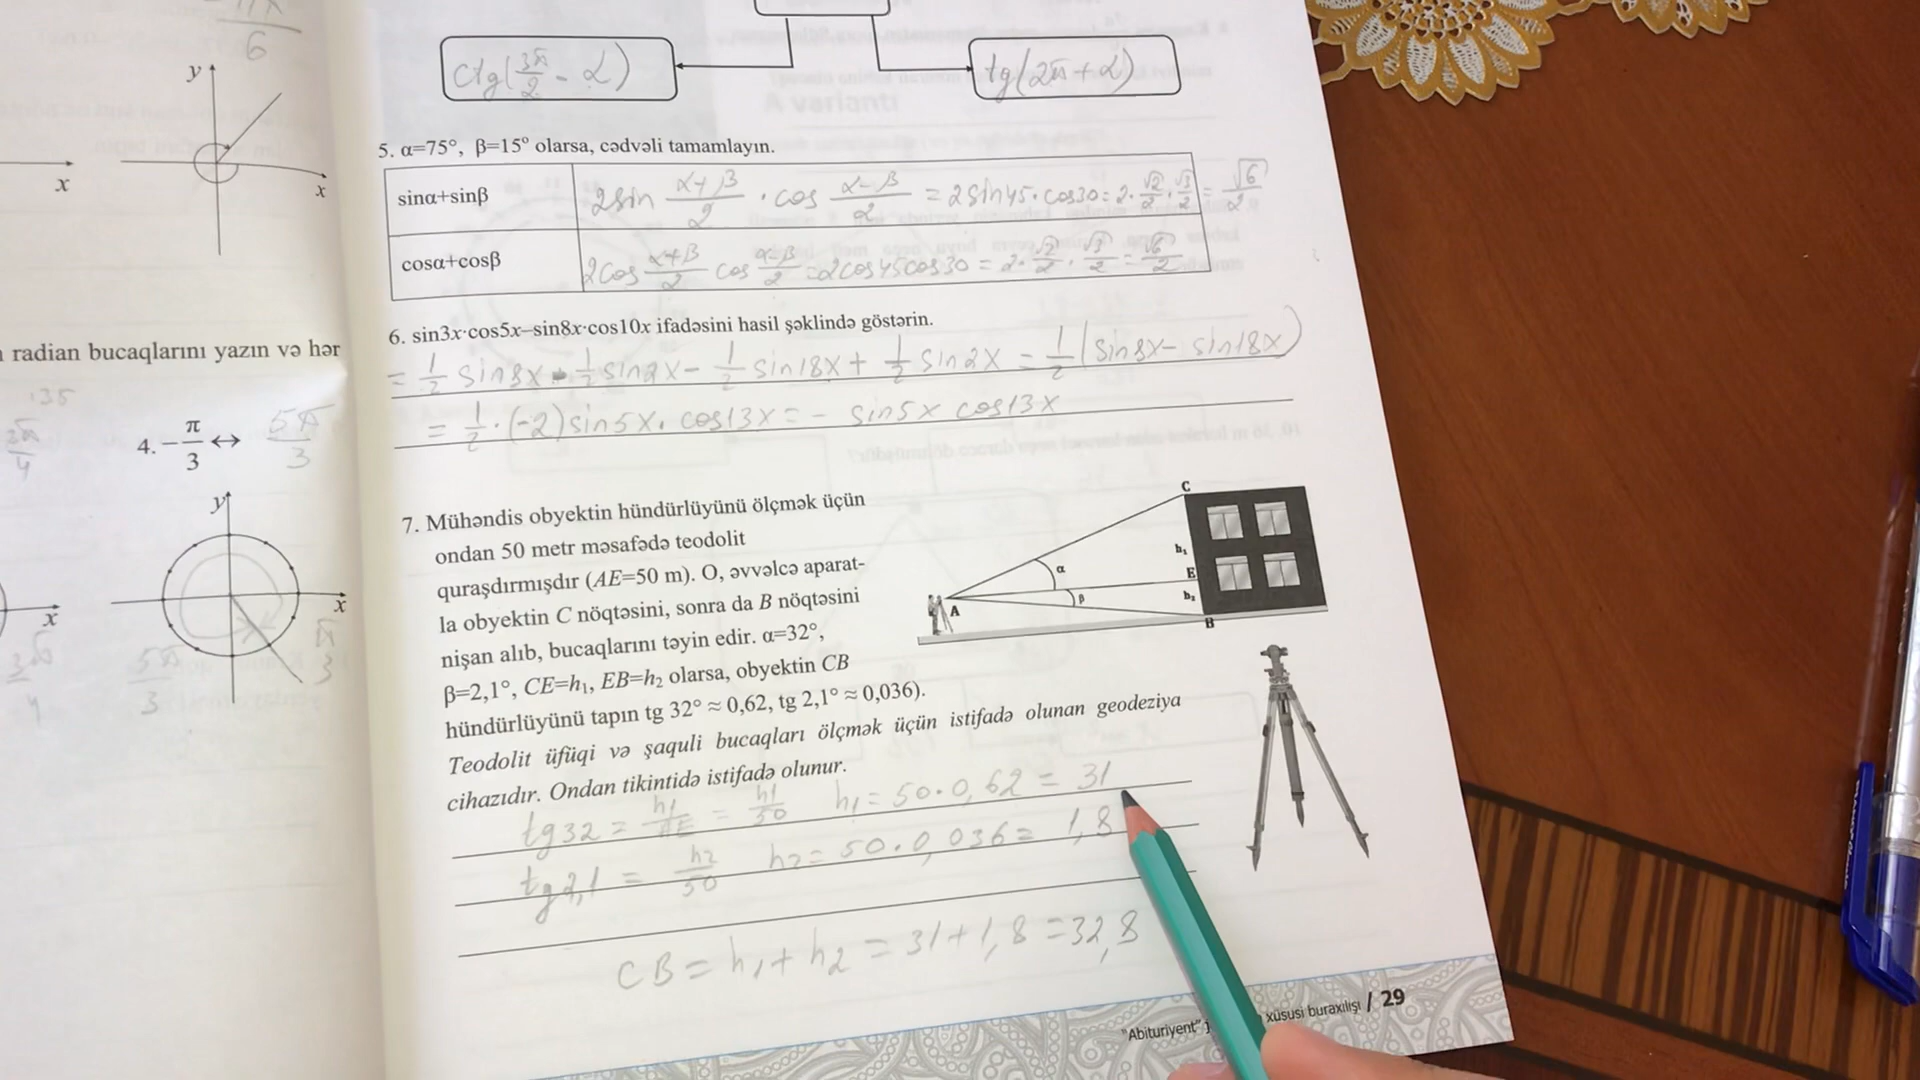 6
y
x
x
radian bucaqlarını yazın və hər
4. −π/3 ↔ 5π/3
y
x
x
5π/3
π/3
ctg(3π/2 - α)
tg(2π + α)
5. α=75°, β=15° olarsa, cədvəli tamamlayın.
sinα+sinβ
2sin α+β/2 · cos α-β/2 = 2sin45·cos30 = 2·√2/2·√3/2 = √6/2
cosα+cosβ
2cos α+β/2 cos α-β/2 = 2cos45cos30 = 2·√2/2·√3/2 = √6/2
6. sin3x·cos5x–sin8x·cos10x ifadəsini hasil şəklində göstərin.
= 1/2 sin8x - 1/2 sin2x - 1/2 sin18x + 1/2 sin2x = 1/2 (sin8x - sin18x)
= 1/2 · (-2) sin5x · cos13x = - sin5x cos13x
7. Mühəndis obyektin hündürlüyünü ölçmək üçün
ondan 50 metr məsafədə teodolit
quraşdırmışdır (AE=50 m). O, əvvəlcə aparat-
la obyektin C nöqtəsini, sonra da B nöqtəsini
nişan alıb, bucaqlarını təyin edir. α=32°,
β=2,1°, CE=h₁, EB=h₂ olarsa, obyektin CB
hündürlüyünü tapın tg 32° ≈ 0,62, tg 2,1° ≈ 0,036).
Teodolit üfüqi və şaquli bucaqları ölçmək üçün istifadə olunan geodeziya
cihazıdır. Ondan tikintidə istifadə olunur.
C
h₁
α
E
A
β
h₂
B
tg32 = h1/AE = h1/50 h1 = 50·0,62 = 31
tg2,1 = h2/50 h2 = 50·0,036 = 1,8
CB = h1 + h2 = 31 + 1,8 = 32,8
"Abituriyent" xüsusi buraxılışı / 29